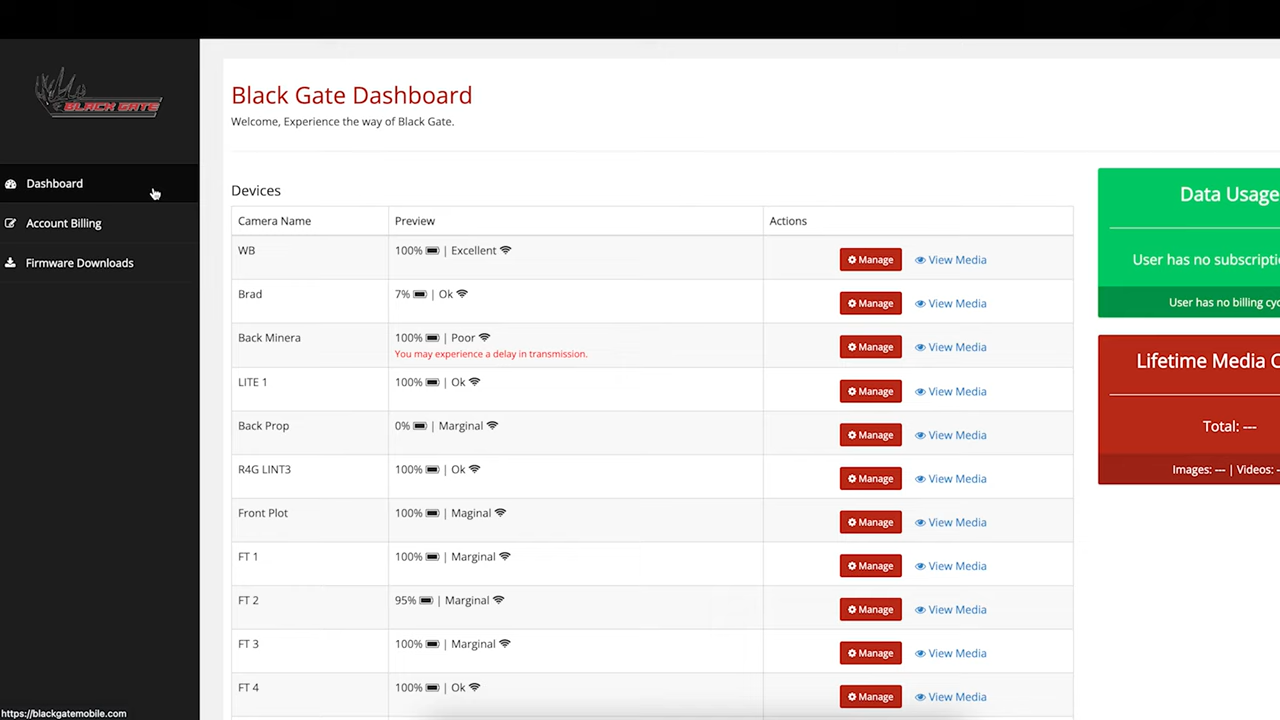 BLACK GATE
Dashboard
Account Billing
Firmware Downloads
https://blackgatemobile.com
Black Gate Dashboard
Welcome, Experience the way of Black Gate.
Devices
Camera Name Preview Actions
WB 100% | Excellent Manage View Media
Brad 7% | Ok Manage View Media
Back Minera 100% | Poor Manage View Media
You may experience a delay in transmission.
LITE 1 100% | Ok Manage View Media
Back Prop 0% | Marginal Manage View Media
R4G LINT3 100% | Ok Manage View Media
Front Plot 100% | Maginal Manage View Media
FT 1 100% | Marginal Manage View Media
FT 2 95% | Marginal Manage View Media
FT 3 100% | Marginal Manage View Media
FT 4 100% | Ok Manage View Media
Data Usage
User has no subscripti
User has no billing cyc
Lifetime Media C
Total: ---
Images: --- | Videos: -